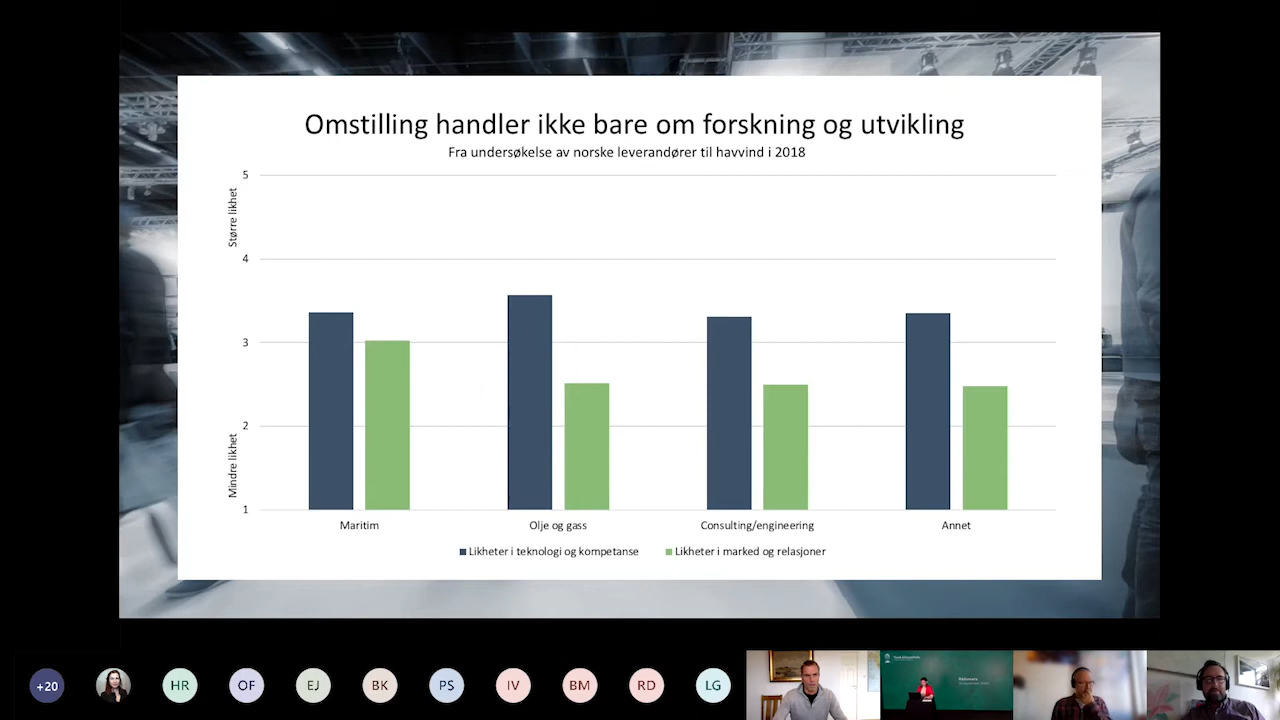 Omstilling handler ikke bare om forskning og utvikling
Fra undersøkelse av norske leverandører til havvind i 2018
5
Større likhet
4
3
2
Mindre likhet
1
Maritim
Olje og gass
Consulting/engineering
Annet
Likheter i teknologi og kompetanse
Likheter i marked og relasjoner
+20
HR
OF
EJ
BK
PS
IV
BM
RD
LG